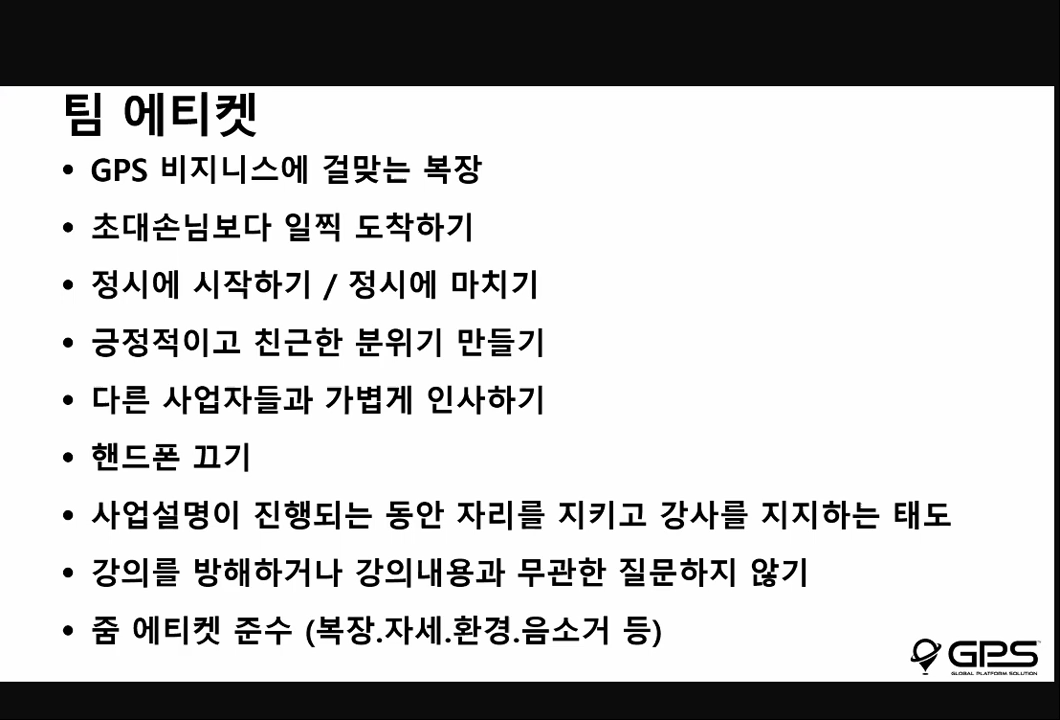 팀 에티켓
• GPS 비지니스에 걸맞는 복장
• 초대손님보다 일찍 도착하기
• 정시에 시작하기 / 정시에 마치기
• 긍정적이고 친근한 분위기 만들기
• 다른 사업자들과 가볍게 인사하기
• 핸드폰 끄기
• 사업설명이 진행되는 동안 자리를 지키고 강사를 지지하는 태도
• 강의를 방해하거나 강의내용과 무관한 질문하지 않기
• 줌 에티켓 준수 (복장.자세.환경.음소거 등)
GPS
GLOBAL PLATFORM SOLUTION